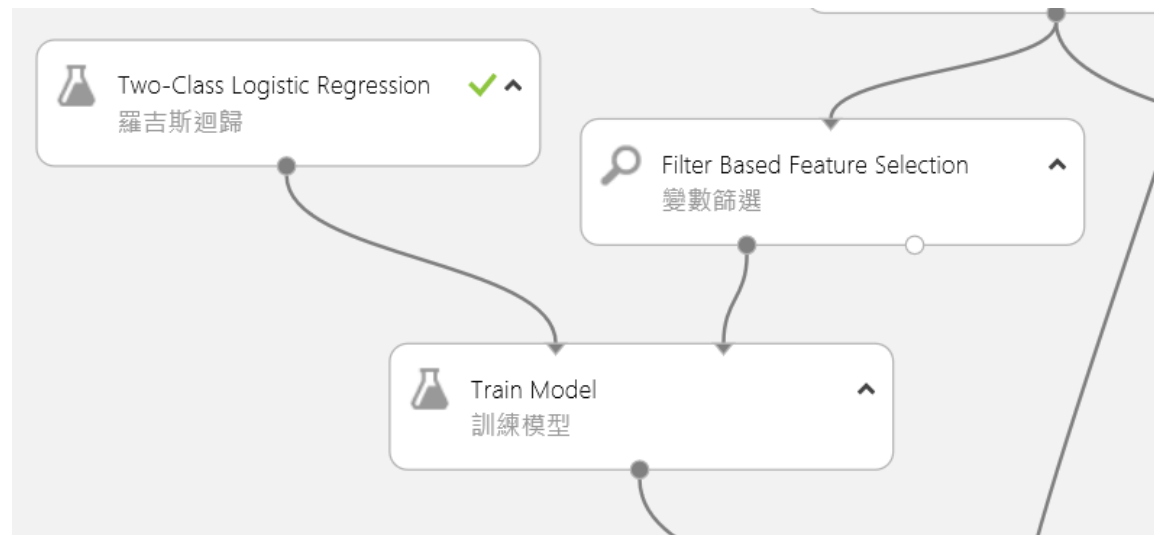 Two-Class Logistic Regression
羅吉斯迴歸
Filter Based Feature Selection
變數篩選
Train Model
訓練模型